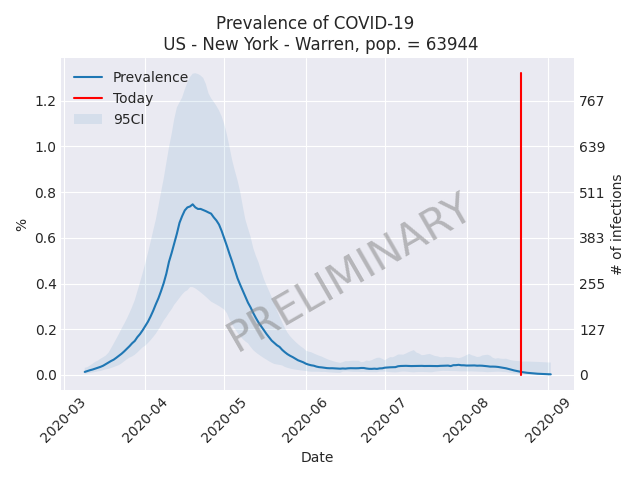 Prevalence of COVID-19
US - New York - Warren, pop. = 63944
Prevalence
Today
95CI
1.2
1.0
0.8
0.6
0.4
0.2
0.0
%
767
639
511
383
255
127
0
# of infections
PRELIMINARY
2020-03
2020-04
2020-05
2020-06
2020-07
2020-08
2020-09
Date